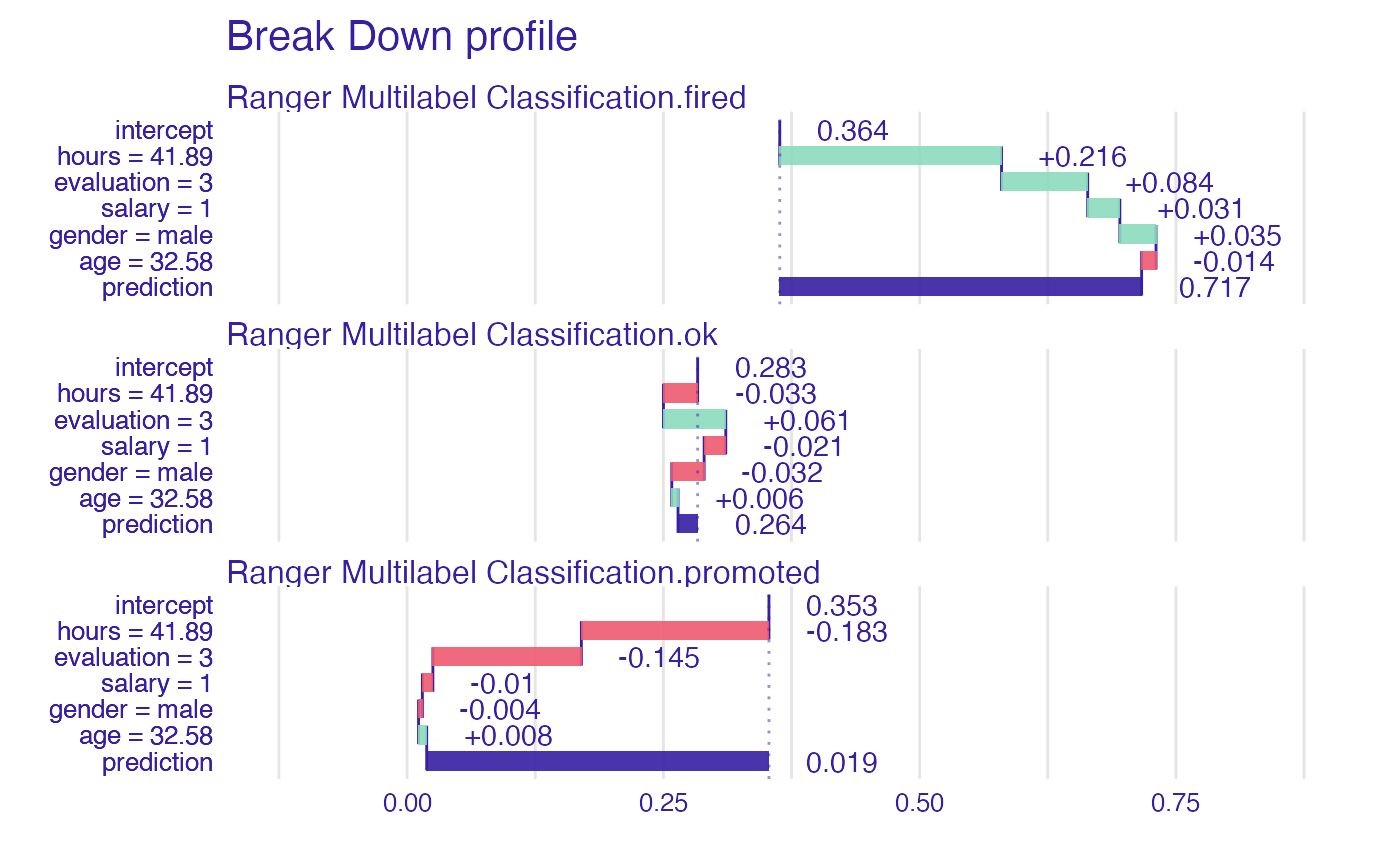 Break Down profile
Ranger Multilabel Classification.fired
intercept 0.364
hours = 41.89 +0.216
evaluation = 3 +0.084
salary = 1 +0.031
gender = male +0.035
age = 32.58 -0.014
prediction 0.717
Ranger Multilabel Classification.ok
intercept 0.283
hours = 41.89 -0.033
evaluation = 3 +0.061
salary = 1 -0.021
gender = male -0.032
age = 32.58 +0.006
prediction 0.264
Ranger Multilabel Classification.promoted
intercept 0.353
hours = 41.89 -0.183
evaluation = 3 -0.145
salary = 1 -0.01
gender = male -0.004
age = 32.58 +0.008
prediction 0.019
0.00 0.25 0.50 0.75